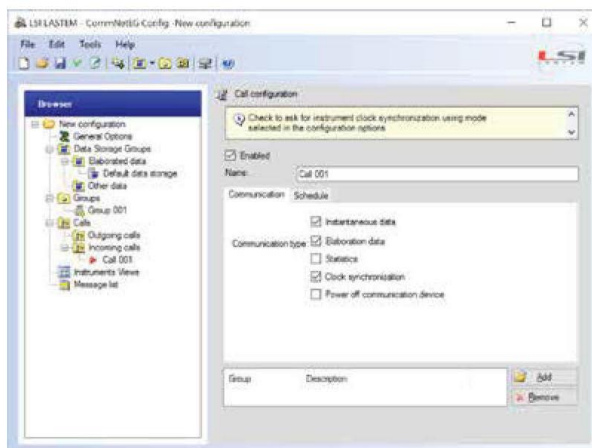 LSI LASTEM - CommNetEG Config -New configuration
File Edit Tools Help
LSI
LASTEM
Browser
New configuration
General Options
Data Storage Groups
Elaborated data
Default data storage
Other data
Groups
Group 001
Calls
Outgoing calls
Incoming calls
Call 001
Instruments Views
Message list
Call configuration
Check to ask for instrument clock synchronization using mode
selected in the configuration options
Enabled
Name: Call 001
Communication Schedule
Communication type:
Instantaneous data
Elaboration data
Statistics
Clock synchronization
Power off communication device
Group Description
Add
Remove